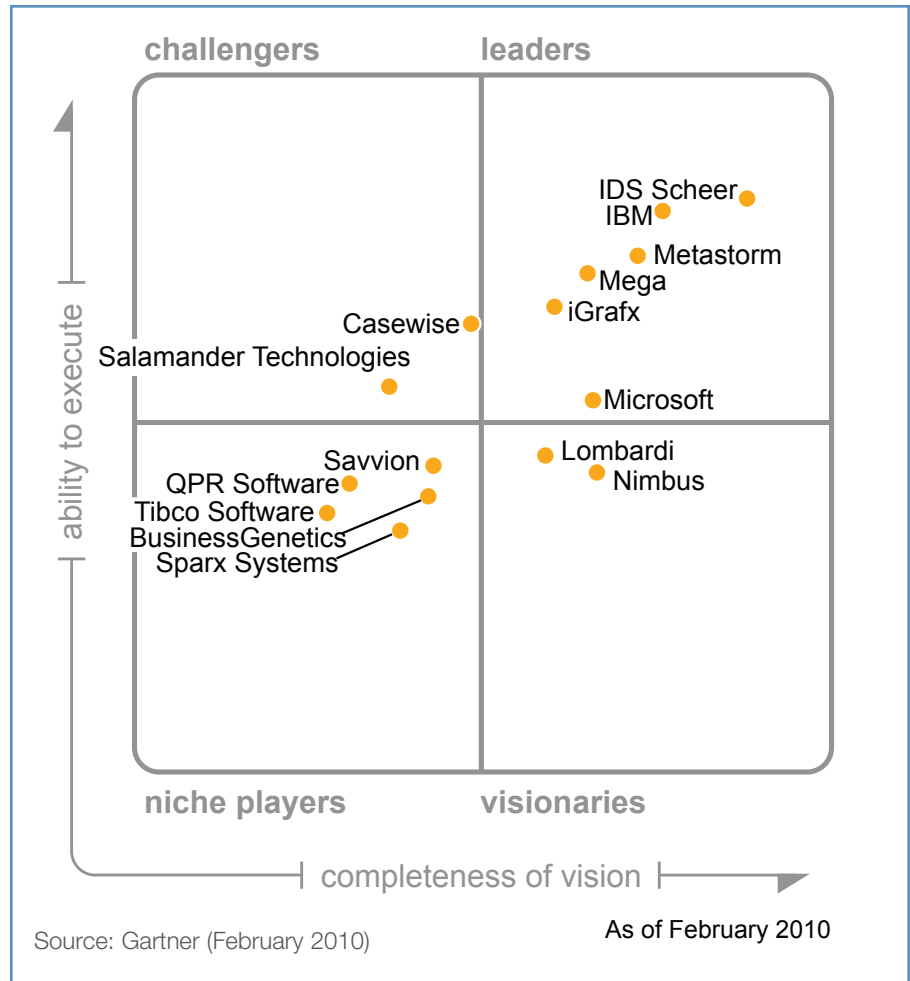 challengers
leaders
IDS Scheer
IBM
Metastorm
Mega
iGrafx
Casewise
Salamander Technologies
Microsoft
ability to execute
Savvion
Lombardi
QPR Software
Nimbus
Tibco Software
BusinessGenetics
Sparx Systems
niche players
visionaries
completeness of vision
As of February 2010
Source: Gartner (February 2010)